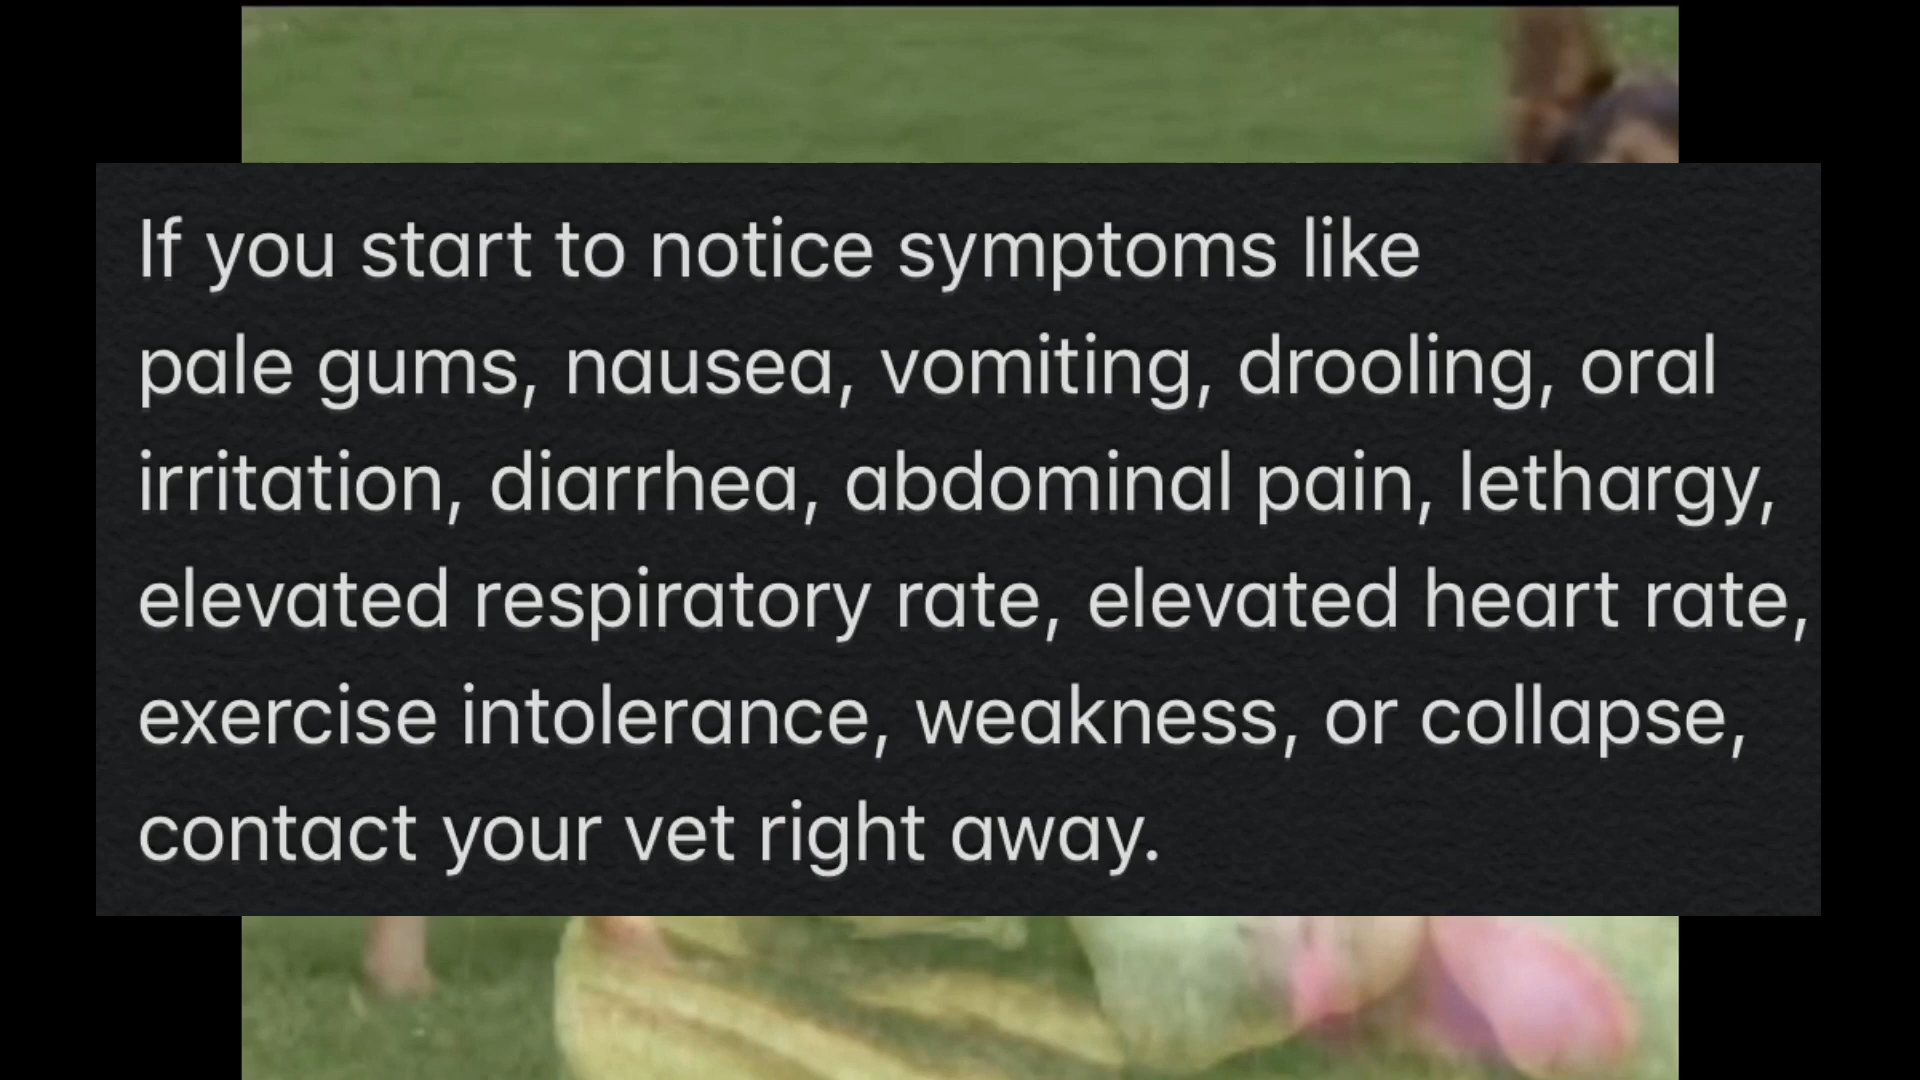 If you start to notice symptoms like
pale gums, nausea, vomiting, drooling, oral
irritation, diarrhea, abdominal pain, lethargy,
elevated respiratory rate, elevated heart rate,
exercise intolerance, weakness, or collapse,
contact your vet right away.